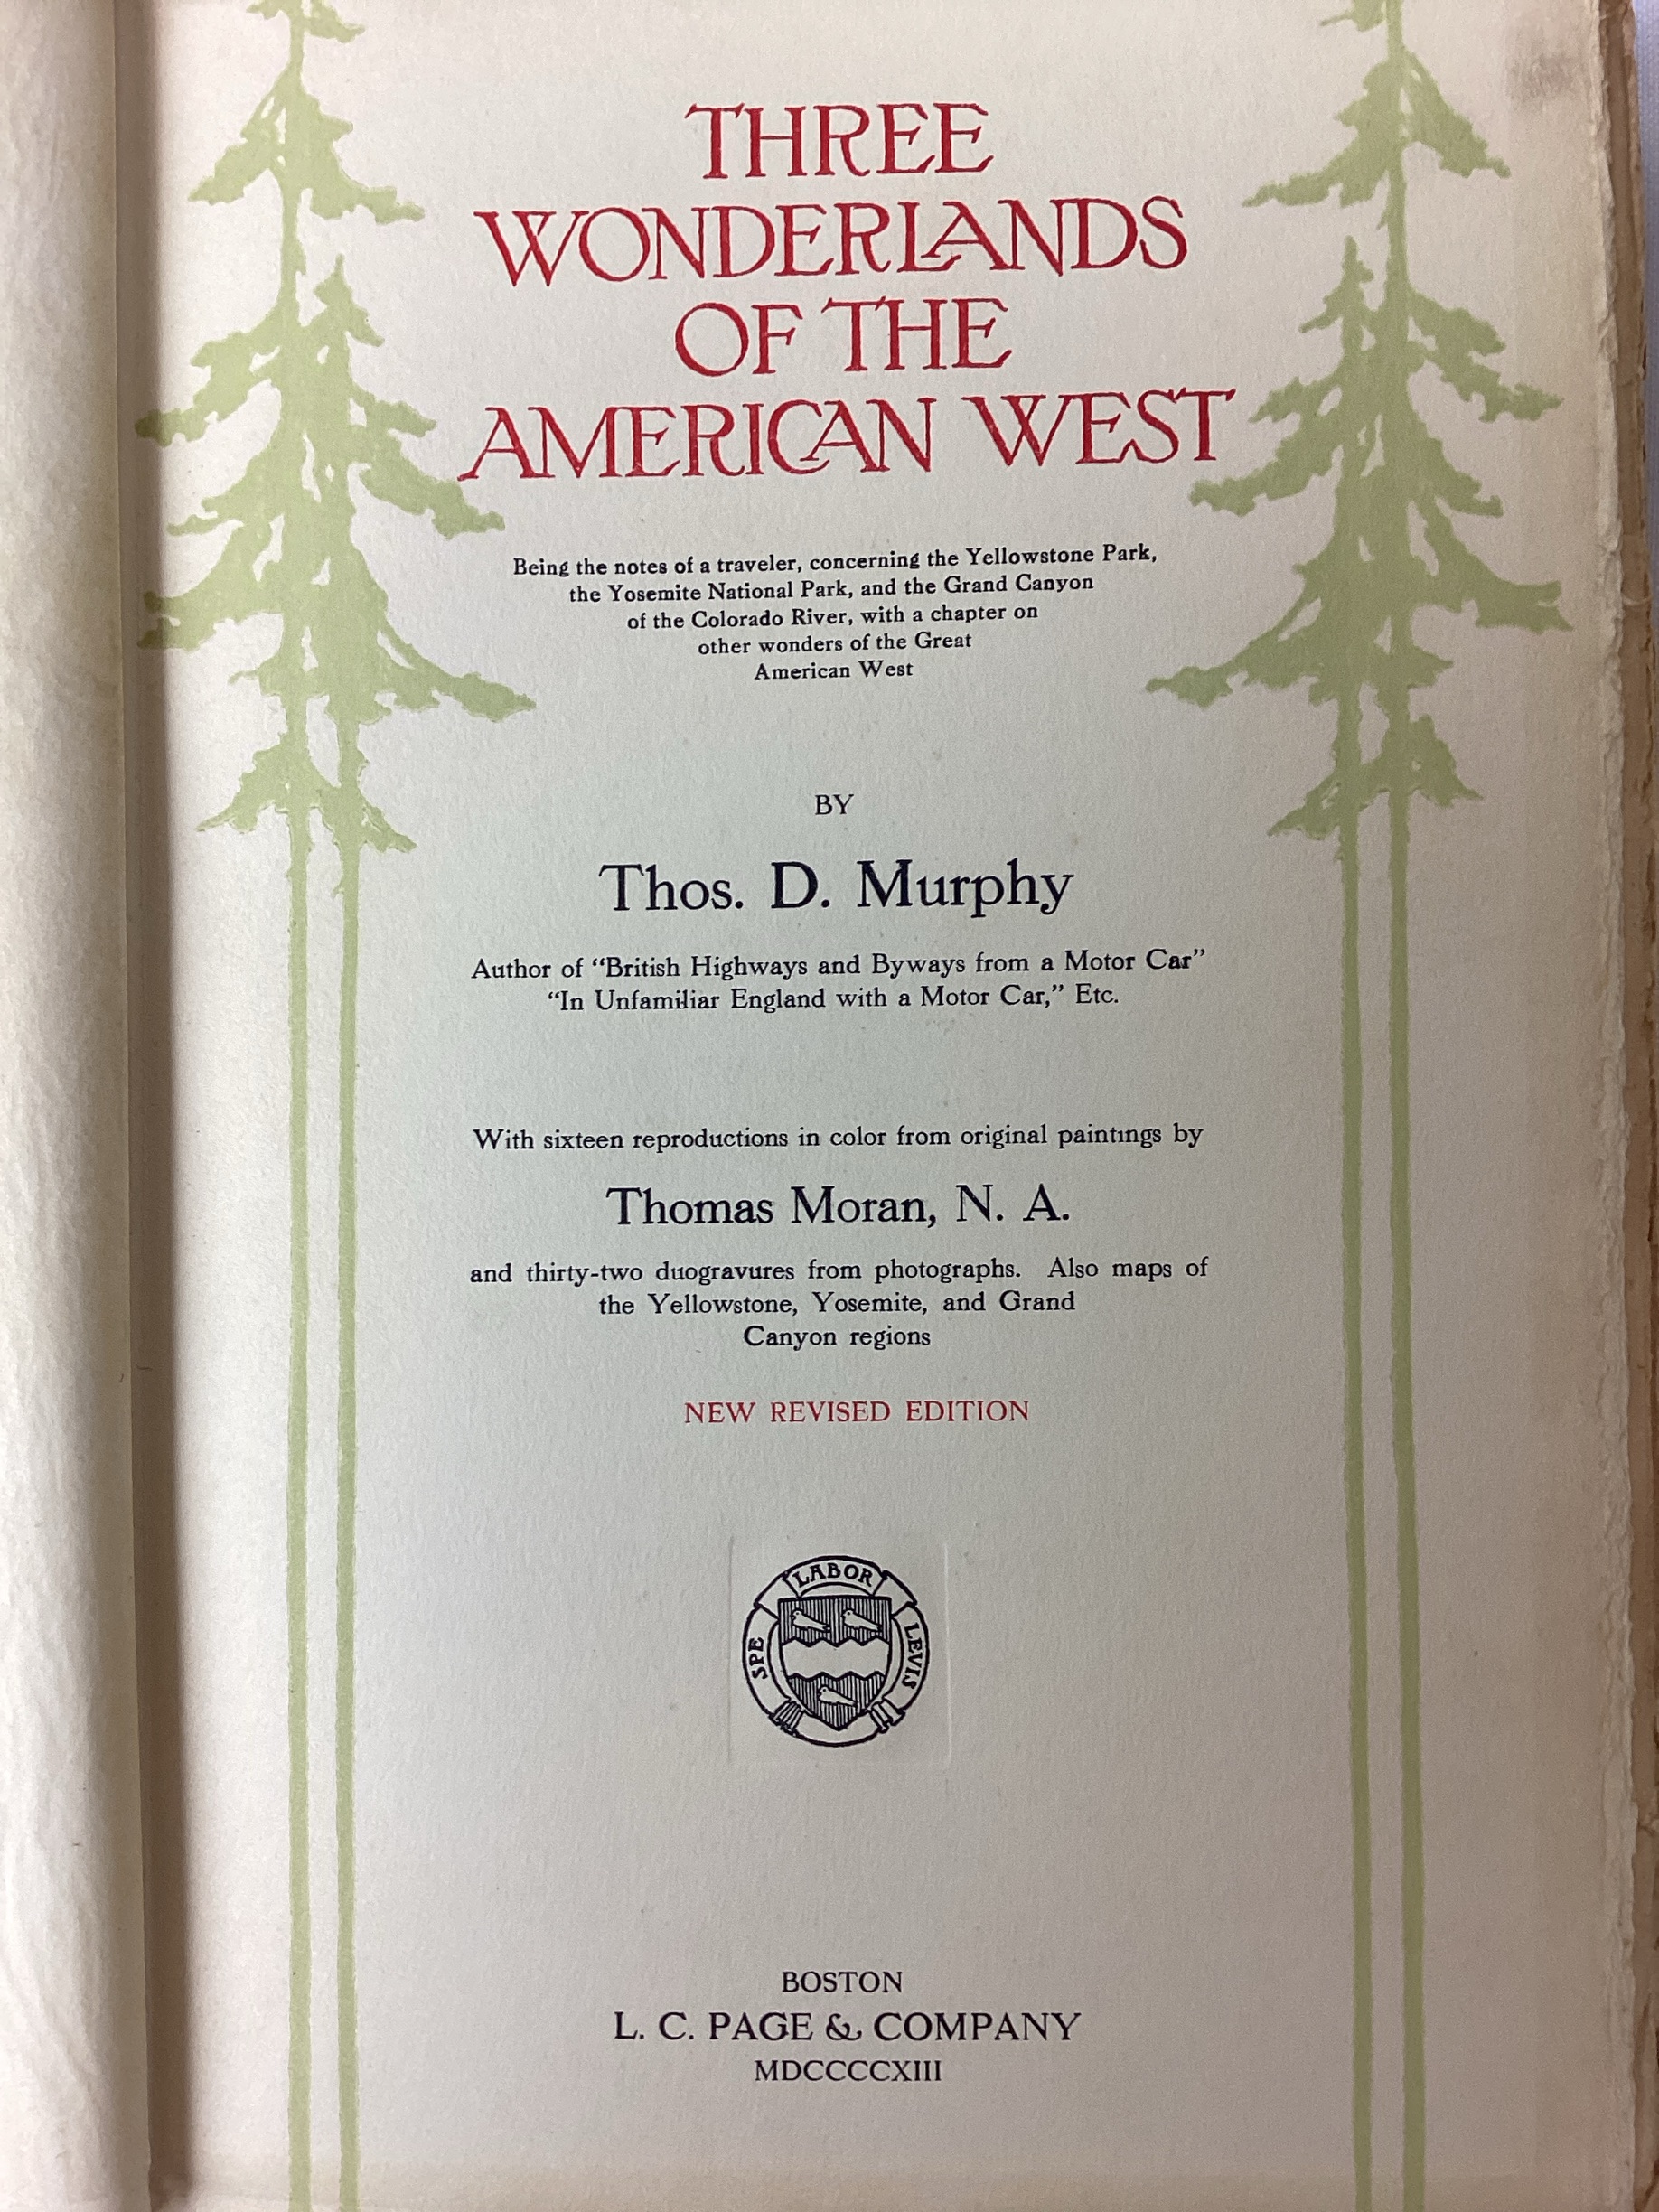 THREE
WONDERLANDS
OF THE
AMERICAN WEST
Being the notes of a traveler, concerning the Yellowstone Park,
the Yosemite National Park, and the Grand Canyon
of the Colorado River, with a chapter on
other wonders of the Great
American West
BY
Thos. D. Murphy
Author of “British Highways and Byways from a Motor Car”
“In Unfamiliar England with a Motor Car,” Etc.
With sixteen reproductions in color from original paintings by
Thomas Moran, N. A.
and thirty-two duogravures from photographs. Also maps of
the Yellowstone, Yosemite, and Grand
Canyon regions
NEW REVISED EDITION
SPE LABOR LEVIS
BOSTON
L. C. PAGE & COMPANY
MDCCCCXIII